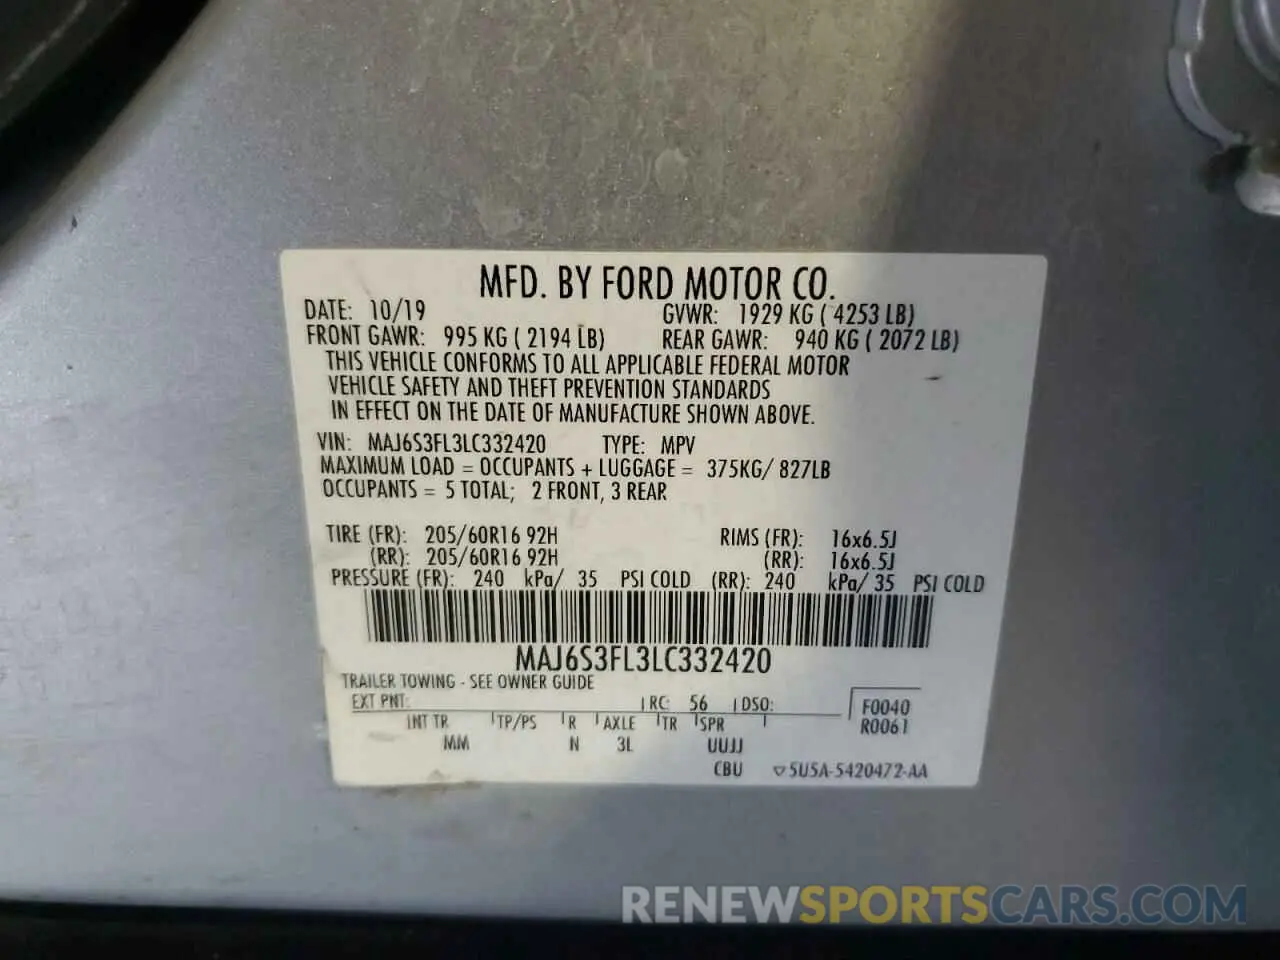 MFD. BY FORD MOTOR CO.
DATE: 10/19 GVWR: 1929 KG ( 4253 LB)
FRONT GAWR: 995 KG ( 2194 LB) REAR GAWR: 940 KG ( 2072 LB)
THIS VEHICLE CONFORMS TO ALL APPLICABLE FEDERAL MOTOR
VEHICLE SAFETY AND THEFT PREVENTION STANDARDS
IN EFFECT ON THE DATE OF MANUFACTURE SHOWN ABOVE.
VIN: MAJ6S3FL3LC332420 TYPE: MPV
MAXIMUM LOAD = OCCUPANTS + LUGGAGE = 375KG/ 827LB
OCCUPANTS = 5 TOTAL; 2 FRONT, 3 REAR
TIRE (FR): 205/60R16 92H RIMS (FR): 16x6.5J
(RR): 205/60R16 92H (RR): 16x6.5J
PRESSURE (FR): 240 kPa/ 35 PSI COLD (RR): 240 kPa/ 35 PSI COLD
MAJ6S3FL3LC332420
TRAILER TOWING - SEE OWNER GUIDE
EXT PNT: RC: 56 DSO: F0040
INT TR TP/PS R AXLE TR SPR R0061
MM N 3L UUJJ
CBU ▽5U5A-5420472-AA
RENEWSPORTSCARS.COM